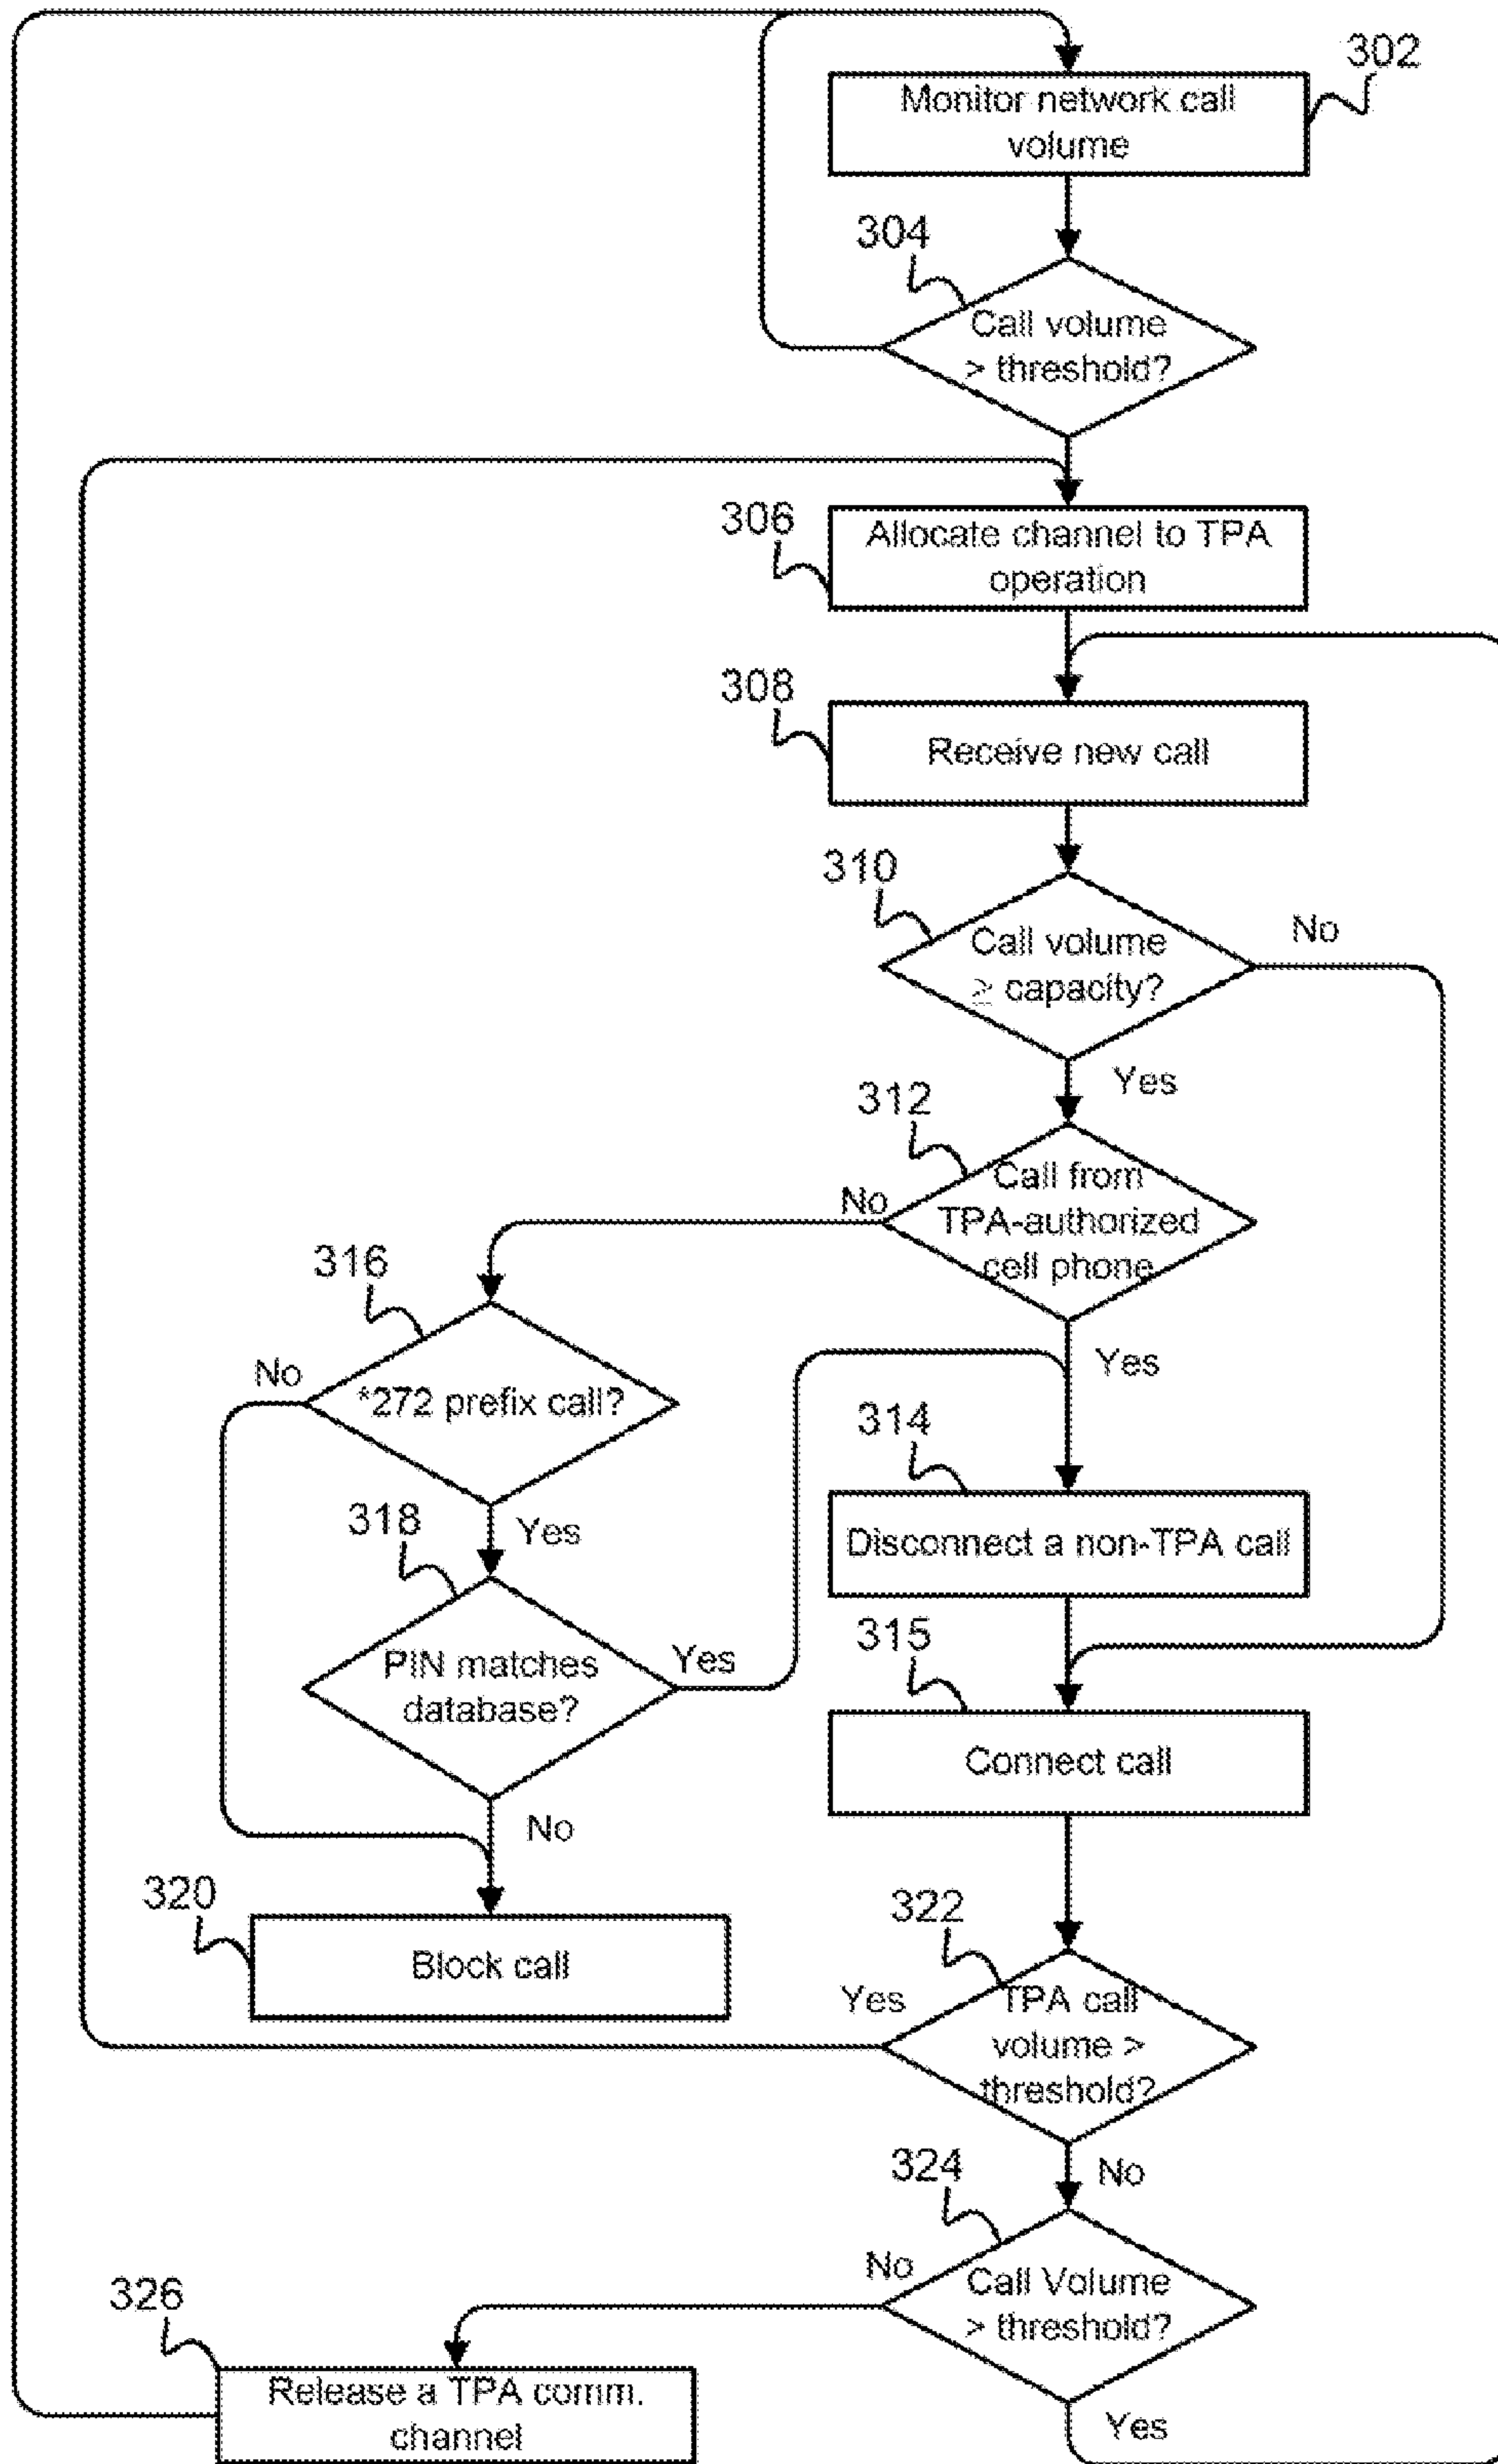 302
Monitor network call
volume
304
Call volume
> threshold?
306
Allocate channel to TPA
operation
308
Receive new call
310
Call volume
≥ capacity?
No
Yes
312
Call from
TPA-authorized
cell phone
No
Yes
316
*272 prefix call?
No
Yes
314
Disconnect a non-TPA call
318
PIN matches
database?
Yes
No
315
Connect call
320
Block call
322
TPA call
volume >
threshold?
Yes
No
324
Call Volume
> threshold?
No
Yes
326
Release a TPA comm.
channel